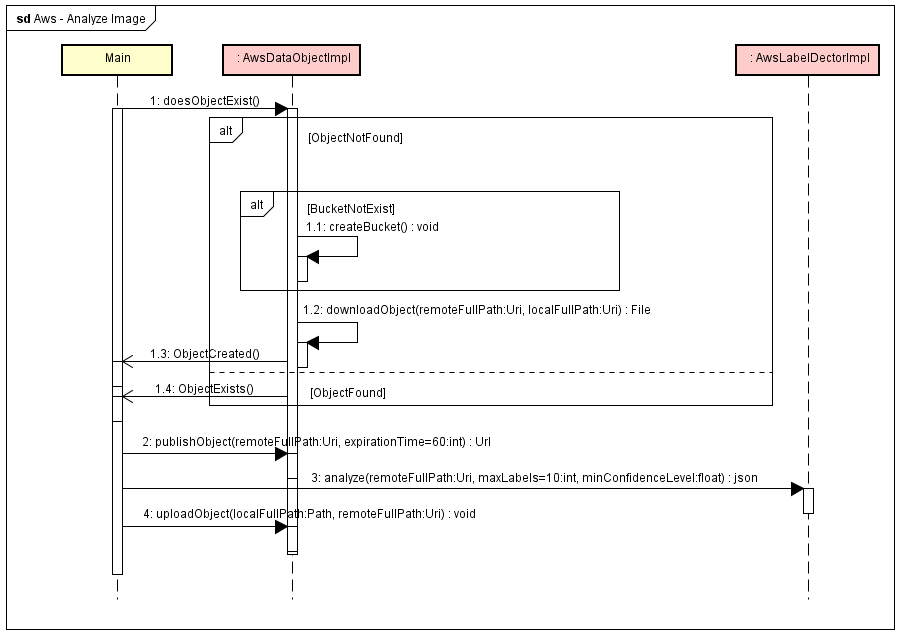 sd Aws - Analyze Image
Main
: AwsDataObjectImpl
: AwsLabelDectorImpl
1: doesObjectExist()
alt
[ObjectNotFound]
alt
[BucketNotExist]
1.1: createBucket() : void
1.2: downloadObject(remoteFullPath:Uri, localFullPath:Uri) : File
1.3: ObjectCreated()
1.4: ObjectExists()
[ObjectFound]
2: publishObject(remoteFullPath:Uri, expirationTime=60:int) : Url
3: analyze(remoteFullPath:Uri, maxLabels=10:int, minConfidenceLevel:float) : json
4: uploadObject(localFullPath:Path, remoteFullPath:Uri) : void